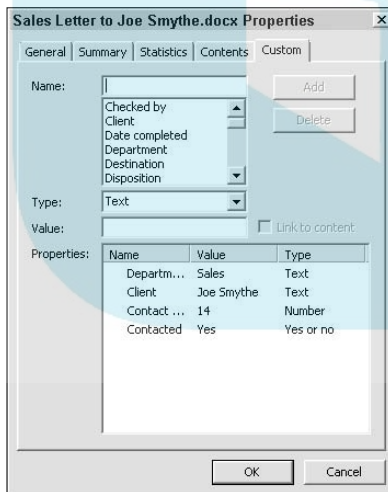 Sales Letter to Joe Smythe.docx Properties
General Summary Statistics Contents Custom
Name: Add
Checked by
Client Delete
Date completed
Department
Destination
Disposition
Type: Text
Value: Link to content
Properties: Name Value Type
Departm... Sales Text
Client Joe Smythe Text
Contact ... 14 Number
Contacted Yes Yes or no
OK Cancel